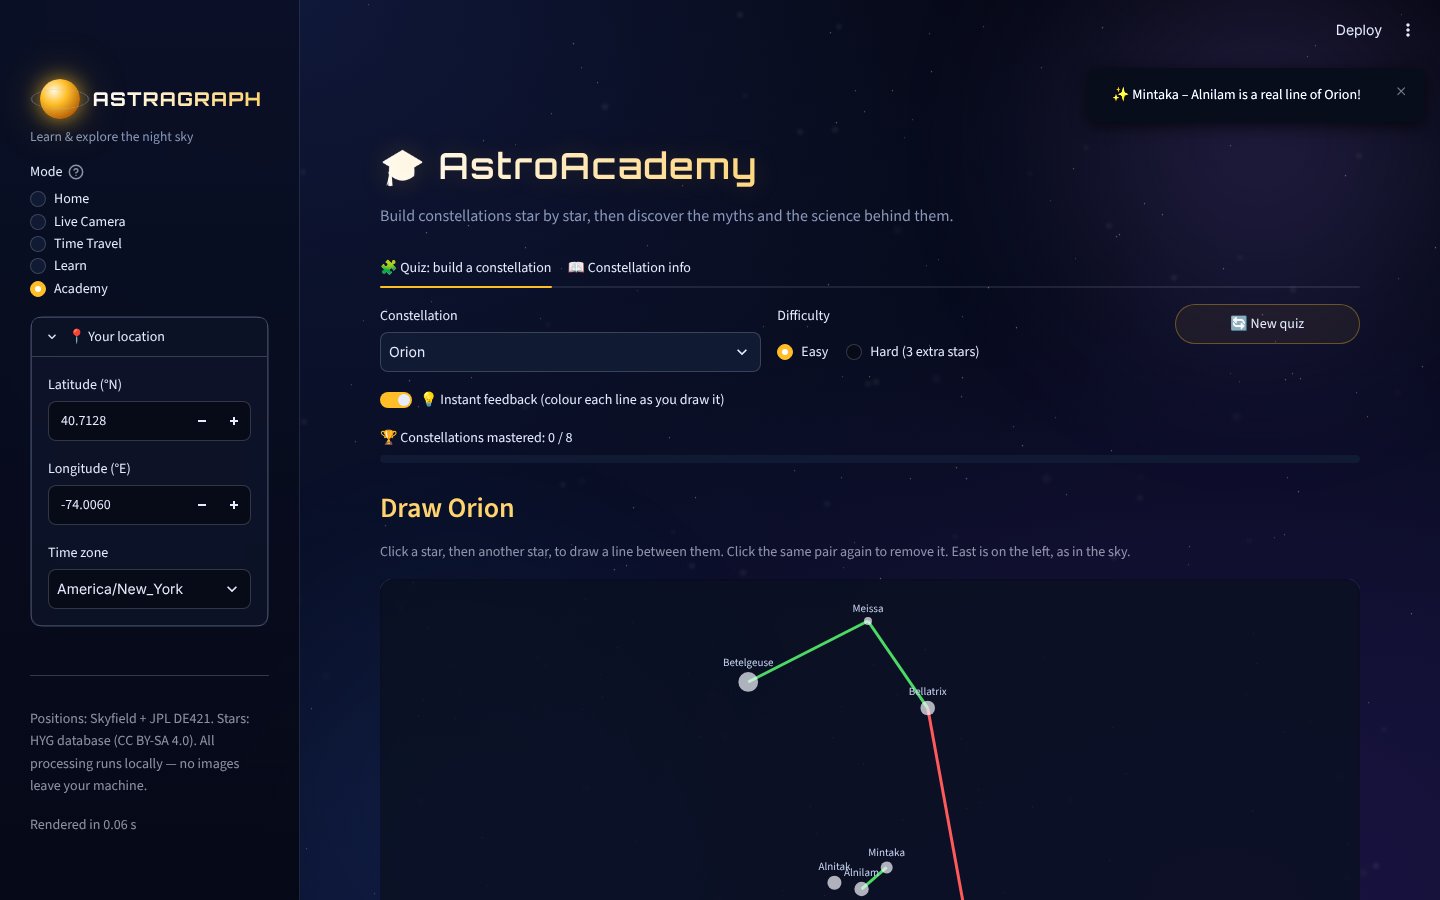 Deploy
✨ Mintaka – Alnilam is a real line of Orion!
ASTRAGRAPH
Learn & explore the night sky
Mode
Home
Live Camera
Time Travel
Learn
Academy
📍 Your location
Latitude (°N)
40.7128
Longitude (°E)
-74.0060
Time zone
America/New_York
Positions: Skyfield + JPL DE421. Stars:
HYG database (CC BY-SA 4.0). All
processing runs locally — no images
leave your machine.
Rendered in 0.06 s
🎓 AstroAcademy
Build constellations star by star, then discover the myths and the science behind them.
🧩 Quiz: build a constellation
📖 Constellation info
Constellation
Orion
Difficulty
Easy
Hard (3 extra stars)
🔄 New quiz
💡 Instant feedback (colour each line as you draw it)
🏆 Constellations mastered: 0 / 8
Draw Orion
Click a star, then another star, to draw a line between them. Click the same pair again to remove it. East is on the left, as in the sky.
Meissa
Betelgeuse
Bellatrix
Mintaka
Alnitak
Alnilam